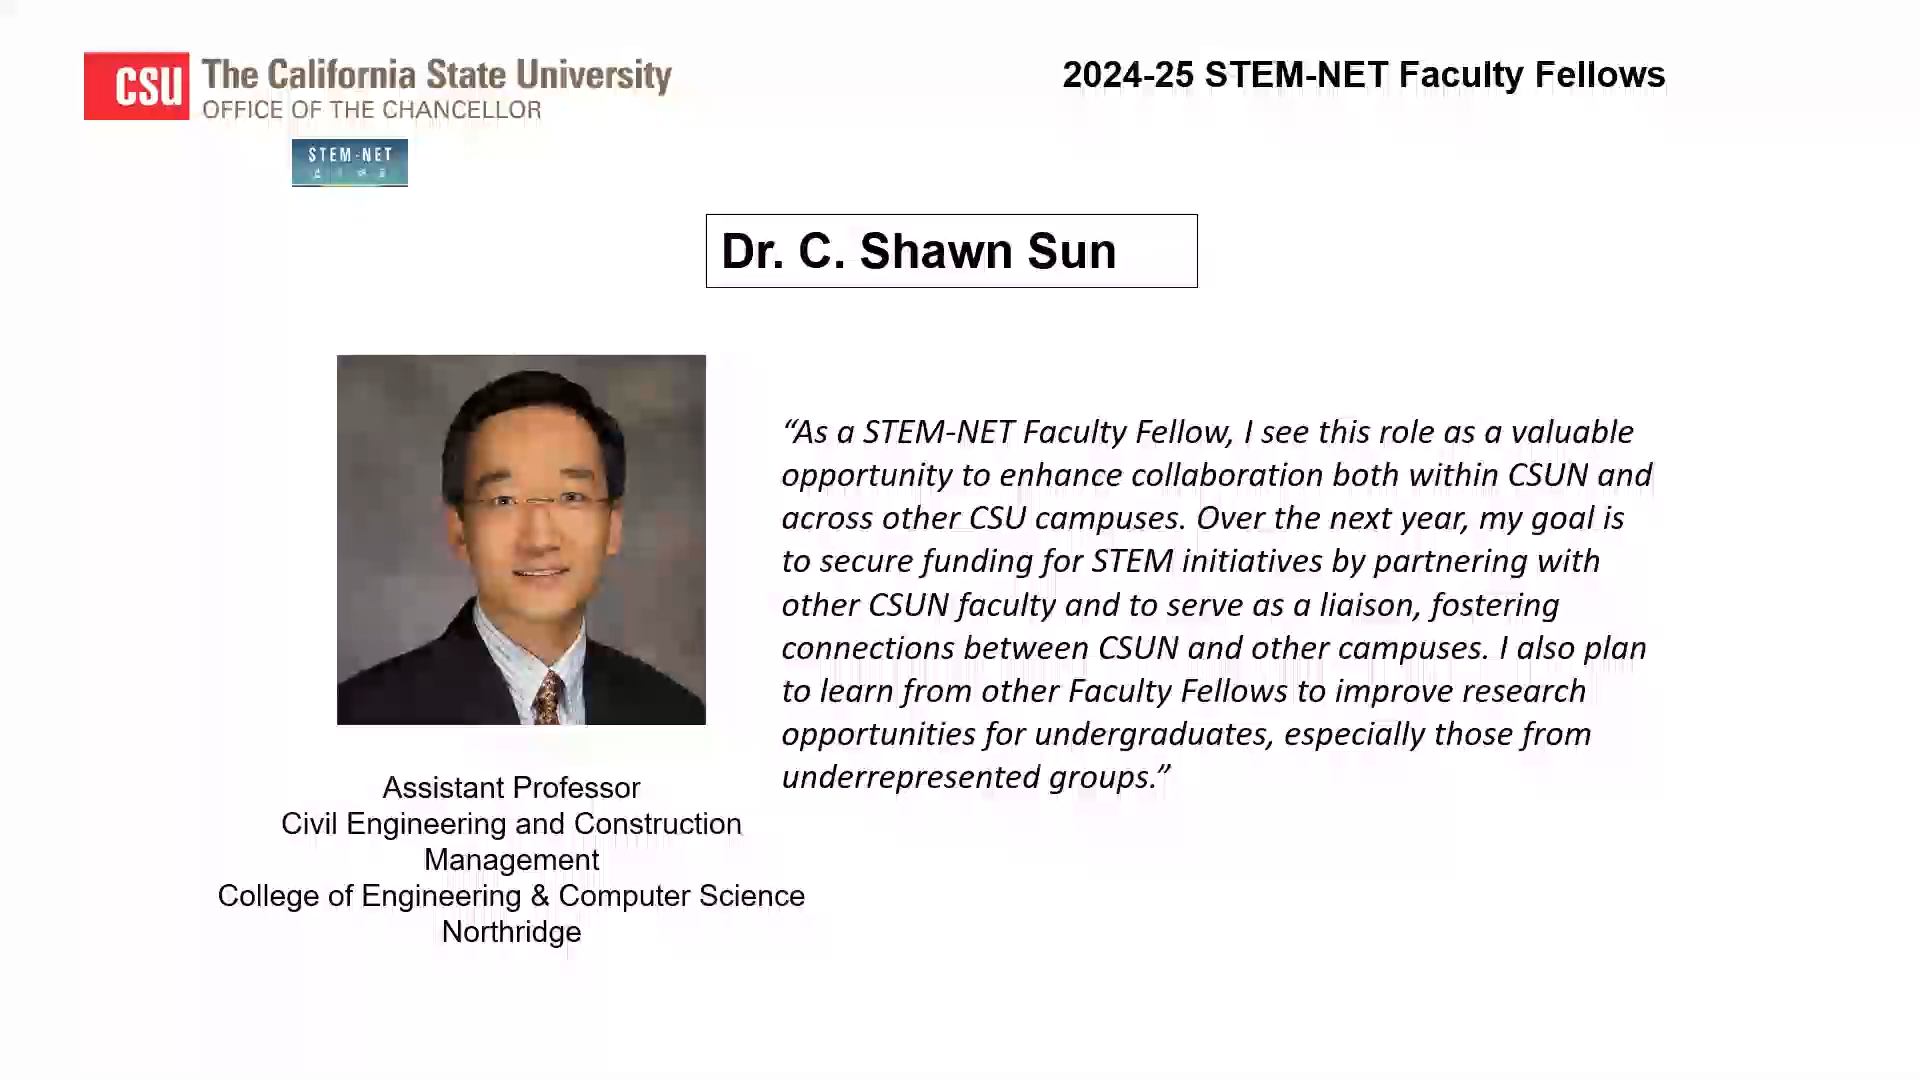 CSU The California State University
OFFICE OF THE CHANCELLOR
STEM-NET
2024-25 STEM-NET Faculty Fellows
Dr. C. Shawn Sun
“As a STEM-NET Faculty Fellow, I see this role as a valuable
opportunity to enhance collaboration both within CSUN and
across other CSU campuses. Over the next year, my goal is
to secure funding for STEM initiatives by partnering with
other CSUN faculty and to serve as a liaison, fostering
connections between CSUN and other campuses. I also plan
to learn from other Faculty Fellows to improve research
opportunities for undergraduates, especially those from
underrepresented groups.”
Assistant Professor
Civil Engineering and Construction
Management
College of Engineering & Computer Science
Northridge